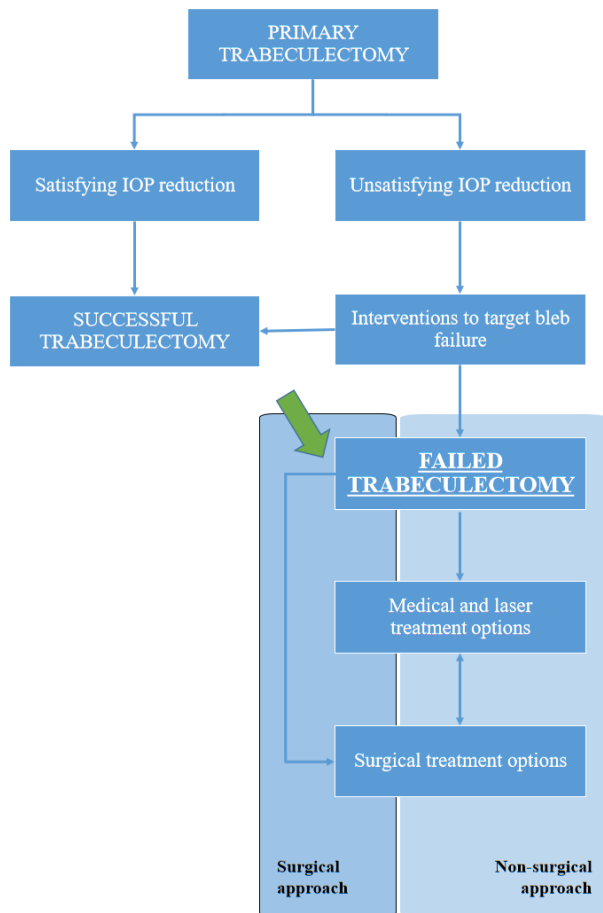 PRIMARY
TRABECULECTOMY
Satisfying IOP reduction
Unsatisfying IOP reduction
SUCCESSFUL
TRABECULECTOMY
Interventions to target bleb
failure
FAILED
TRABECULECTOMY
Medical and laser
treatment options
Surgical treatment options
Surgical
approach
Non-surgical
approach